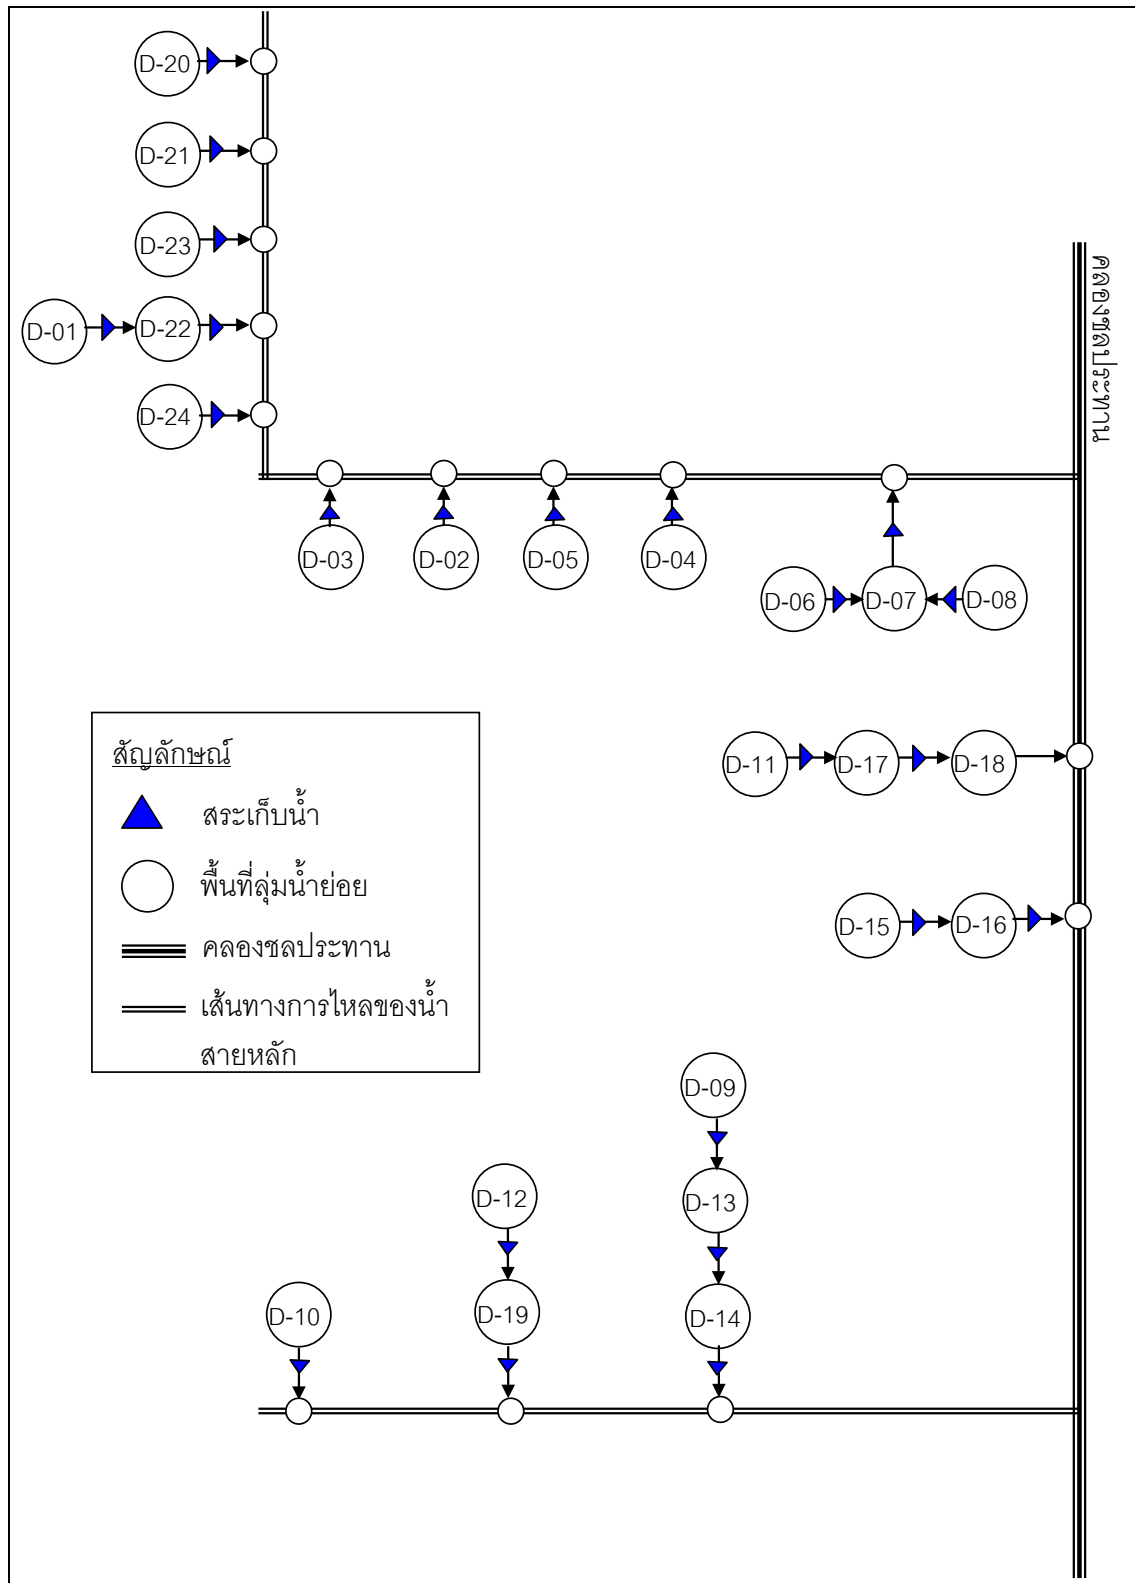 D-20
D-21
D-23
D-01
D-22
D-24
คลองชลประทาน
D-03
D-02
D-05
D-04
D-06
D-07
D-08
D-11
D-17
D-18
สัญลักษณ์
สระเก็บน้ำ
พื้นที่ลุ่มน้ำย่อย
คลองชลประทาน
เส้นทางการไหลของน้ำ
สายหลัก
D-15
D-16
D-09
D-12
D-13
D-10
D-19
D-14